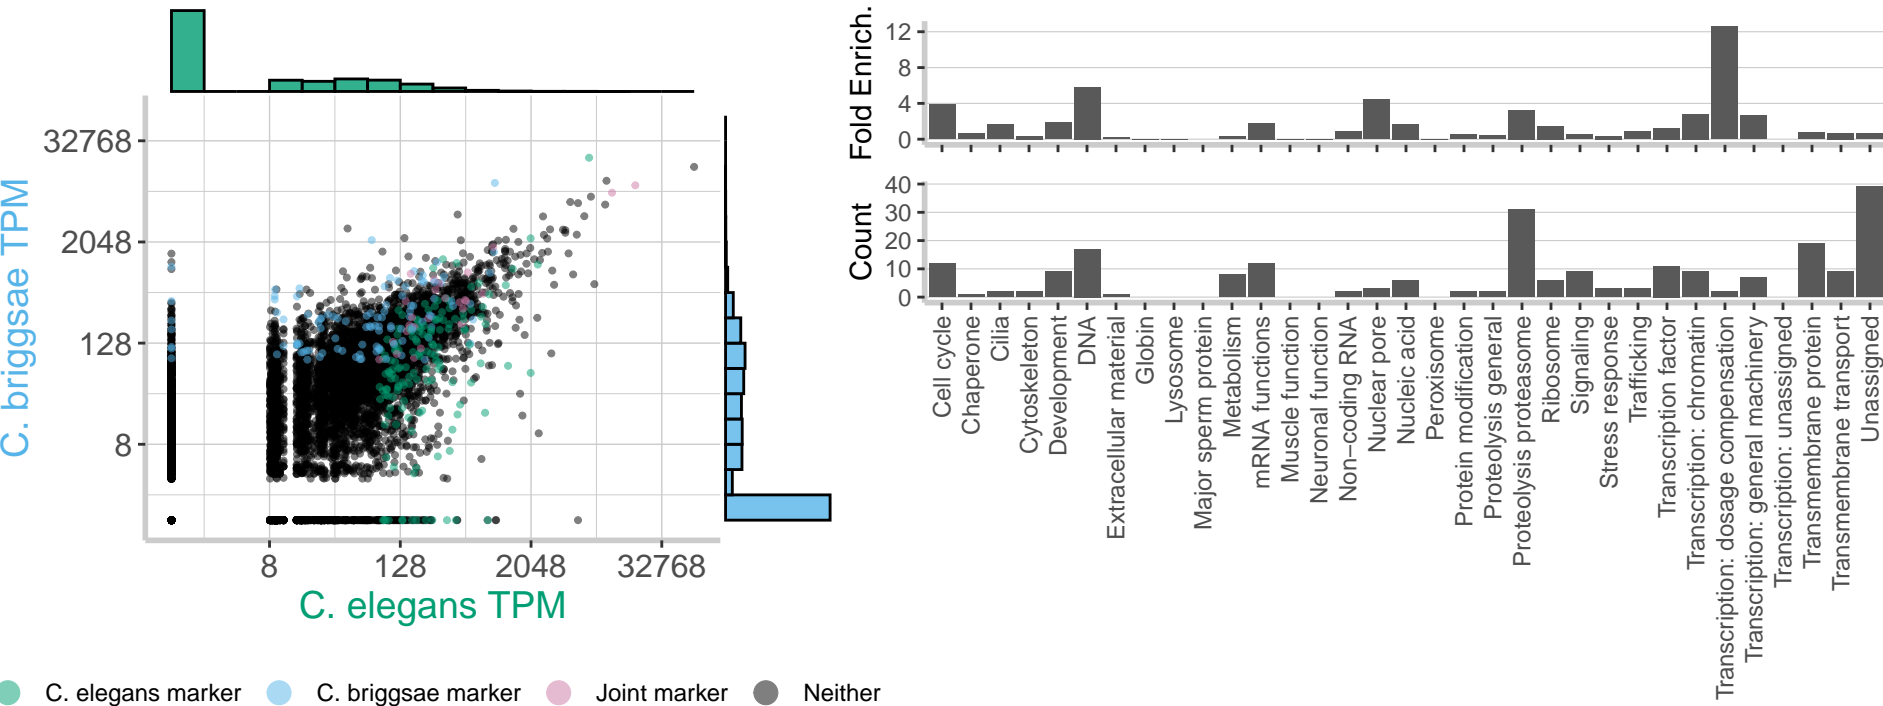 C. briggsae TPM
32768
2048
128
8
8
128
2048
32768
C. elegans TPM
C. elegans marker
C. briggsae marker
Joint marker
Neither
Fold Enrich.
12
8
4
0
Count
40
30
20
10
0
Cell cycle
Chaperone
Cilia
Cytoskeleton
Development
DNA
Extracellular material
Globin
Lysosome
Major sperm protein
Metabolism
mRNA functions
Muscle function
Neuronal function
Non−coding RNA
Nuclear pore
Nucleic acid
Peroxisome
Protein modification
Proteolysis general
Proteolysis proteasome
Ribosome
Signaling
Stress response
Trafficking
Transcription factor
Transcription: chromatin
Transcription: dosage compensation
Transcription: general machinery
Transcription: unassigned
Transmembrane protein
Transmembrane transport
Unassigned